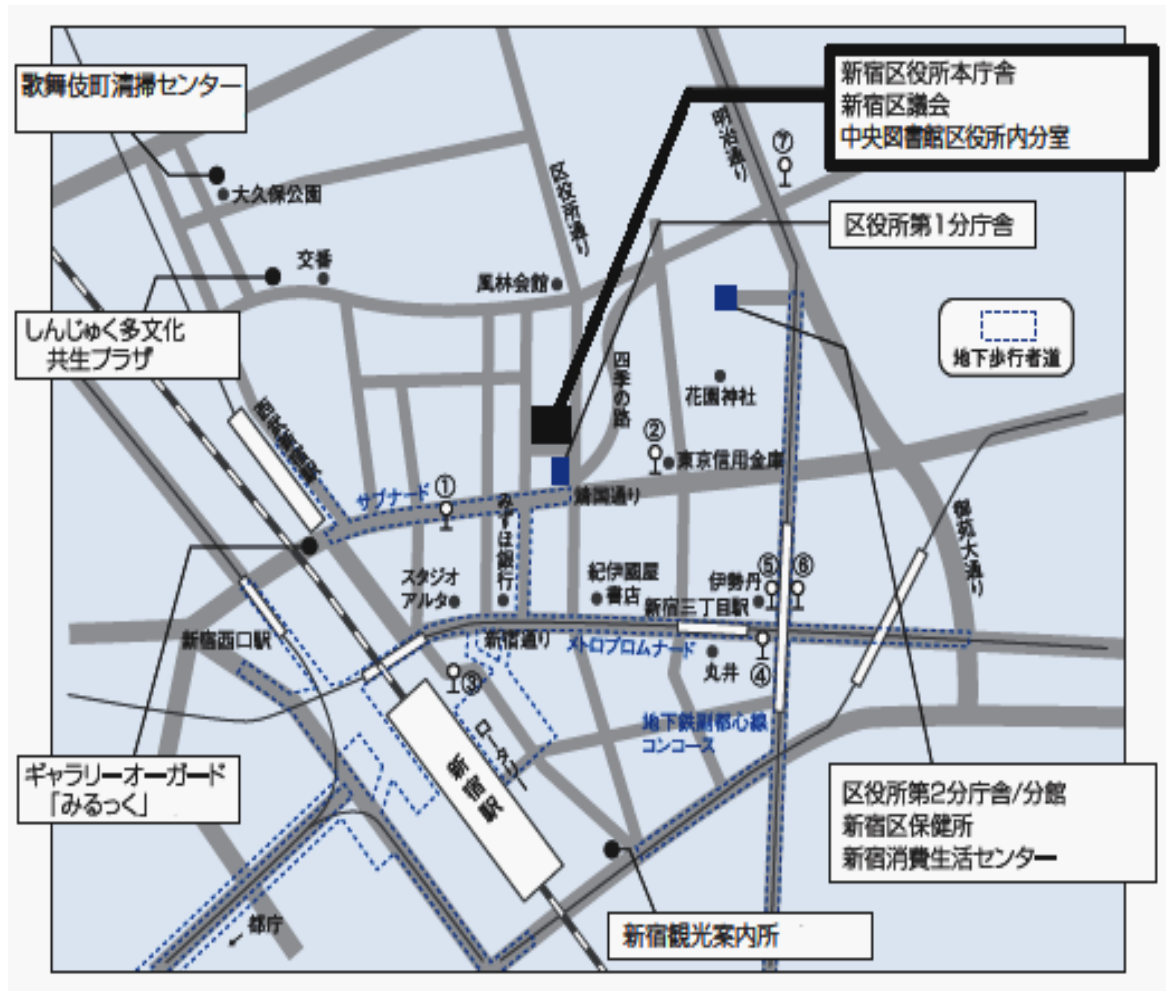 歌舞伎町清掃センター
新宿区役所本庁舎
新宿区議会
中央図書館区役所内分室
明治通り
⑦
大久保公園
区役所通り
区役所第1分庁舎
交番
風林会館
しんじゅく多文化
共生プラザ
地下歩行者道
四季の路
花園神社
西武新宿駅
②
東京信用金庫
サブナード
①
靖国通り
みずほ銀行
御苑大通り
スタジオ
アルタ
紀伊國屋
書店
伊勢丹
⑤
⑥
新宿三丁目駅
新宿西口駅
新宿通り
メトロプロムナード
丸井
④
③
地下鉄副都心線
コンコース
ロータリー
新宿駅
ギャラリーオーガード
「みるっく」
区役所第2分庁舎/分館
新宿区保健所
新宿消費生活センター
都庁
←
新宿観光案内所